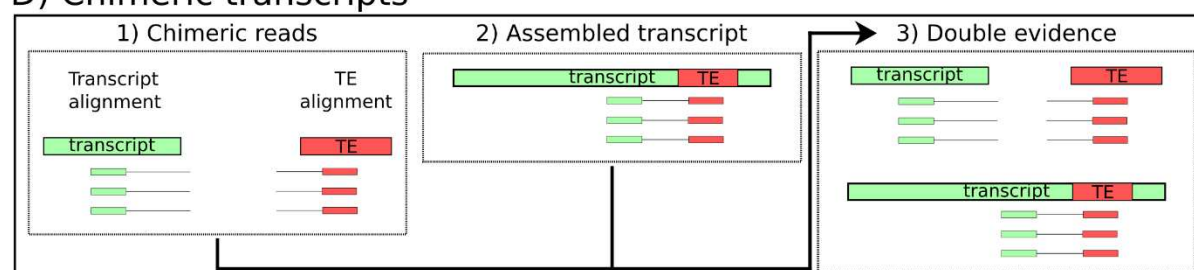 D) Chimeric transcripts
1) Chimeric reads
Transcript
alignment
TE
alignment
transcript
TE
2) Assembled transcript
transcript
TE
3) Double evidence
transcript
TE
transcript
TE